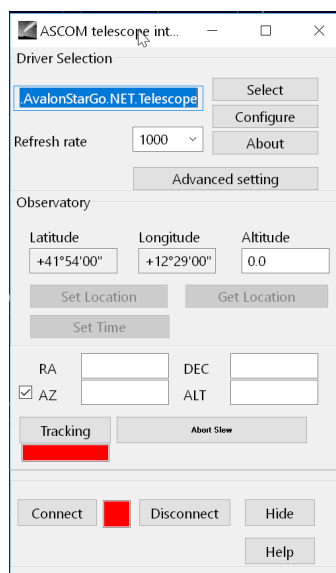 ASCOM telescope int...
Driver Selection
.AvalonStarGo.NET.Telescope
Select
Configure
Refresh rate
1000
About
Advanced setting
Observatory
Latitude Longitude Altitude
+41°54'00" +12°29'00" 0.0
Set Location Get Location
Set Time
RA DEC
AZ ALT
Tracking Abort Slew
Connect Disconnect Hide
Help